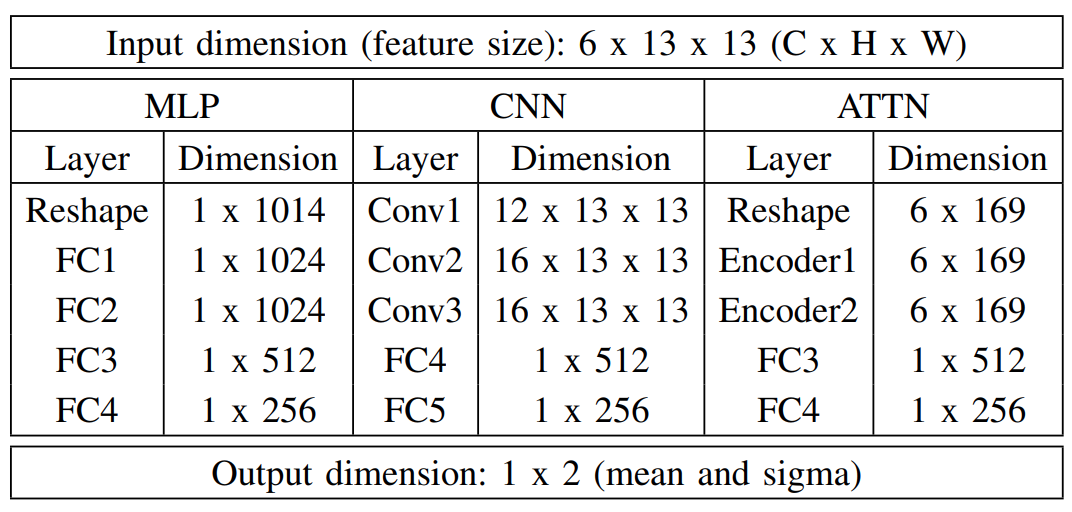 Input dimension (feature size): 6 x 13 x 13 (C x H x W)
MLP CNN ATTN
Layer Dimension Layer Dimension Layer Dimension
Reshape 1 x 1014 Conv1 12 x 13 x 13 Reshape 6 x 169
FC1 1 x 1024 Conv2 16 x 13 x 13 Encoder1 6 x 169
FC2 1 x 1024 Conv3 16 x 13 x 13 Encoder2 6 x 169
FC3 1 x 512 FC4 1 x 512 FC3 1 x 512
FC4 1 x 256 FC5 1 x 256 FC4 1 x 256
Output dimension: 1 x 2 (mean and sigma)